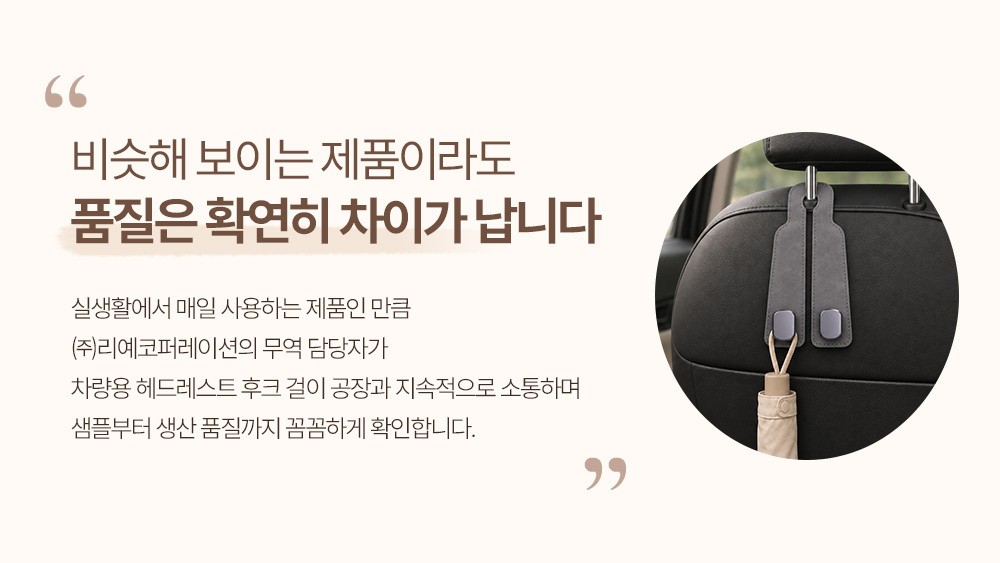 “
비슷해 보이는 제품이라도
품질은 확연히 차이가 납니다
실생활에서 매일 사용하는 제품인 만큼
㈜리예코퍼레이션의 무역 담당자가
차량용 헤드레스트 후크 걸이 공장과 지속적으로 소통하며
샘플부터 생산 품질까지 꼼꼼하게 확인합니다.
”